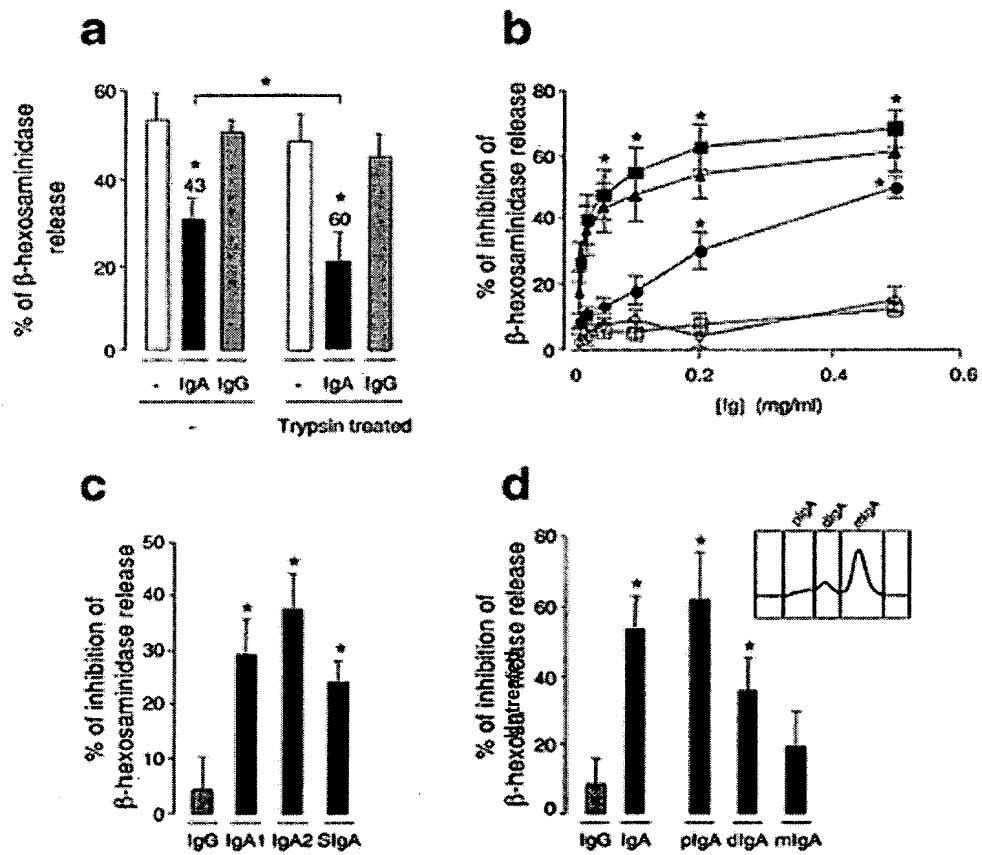 a
% of β-hexosaminidase
release
60
40
20
0
*
*
43
*
60
- IgA IgG
- IgA IgG
-
Trypsin treated
b
% of inhibition of
β-hexosaminidase release
80
60
40
20
0
* * * * * * *
0 0.2 0.4 0.6
[Ig] (mg/ml)
c
% of inhibition of
β-hexosaminidase release
50
40
30
20
10
0
* * *
IgG IgA1 IgA2 SIgA
d
% of inhibition of
80
60
40
20
0
* * *
pIgA dIgA mIgA
IgG IgA pIgA dIgA mIgA